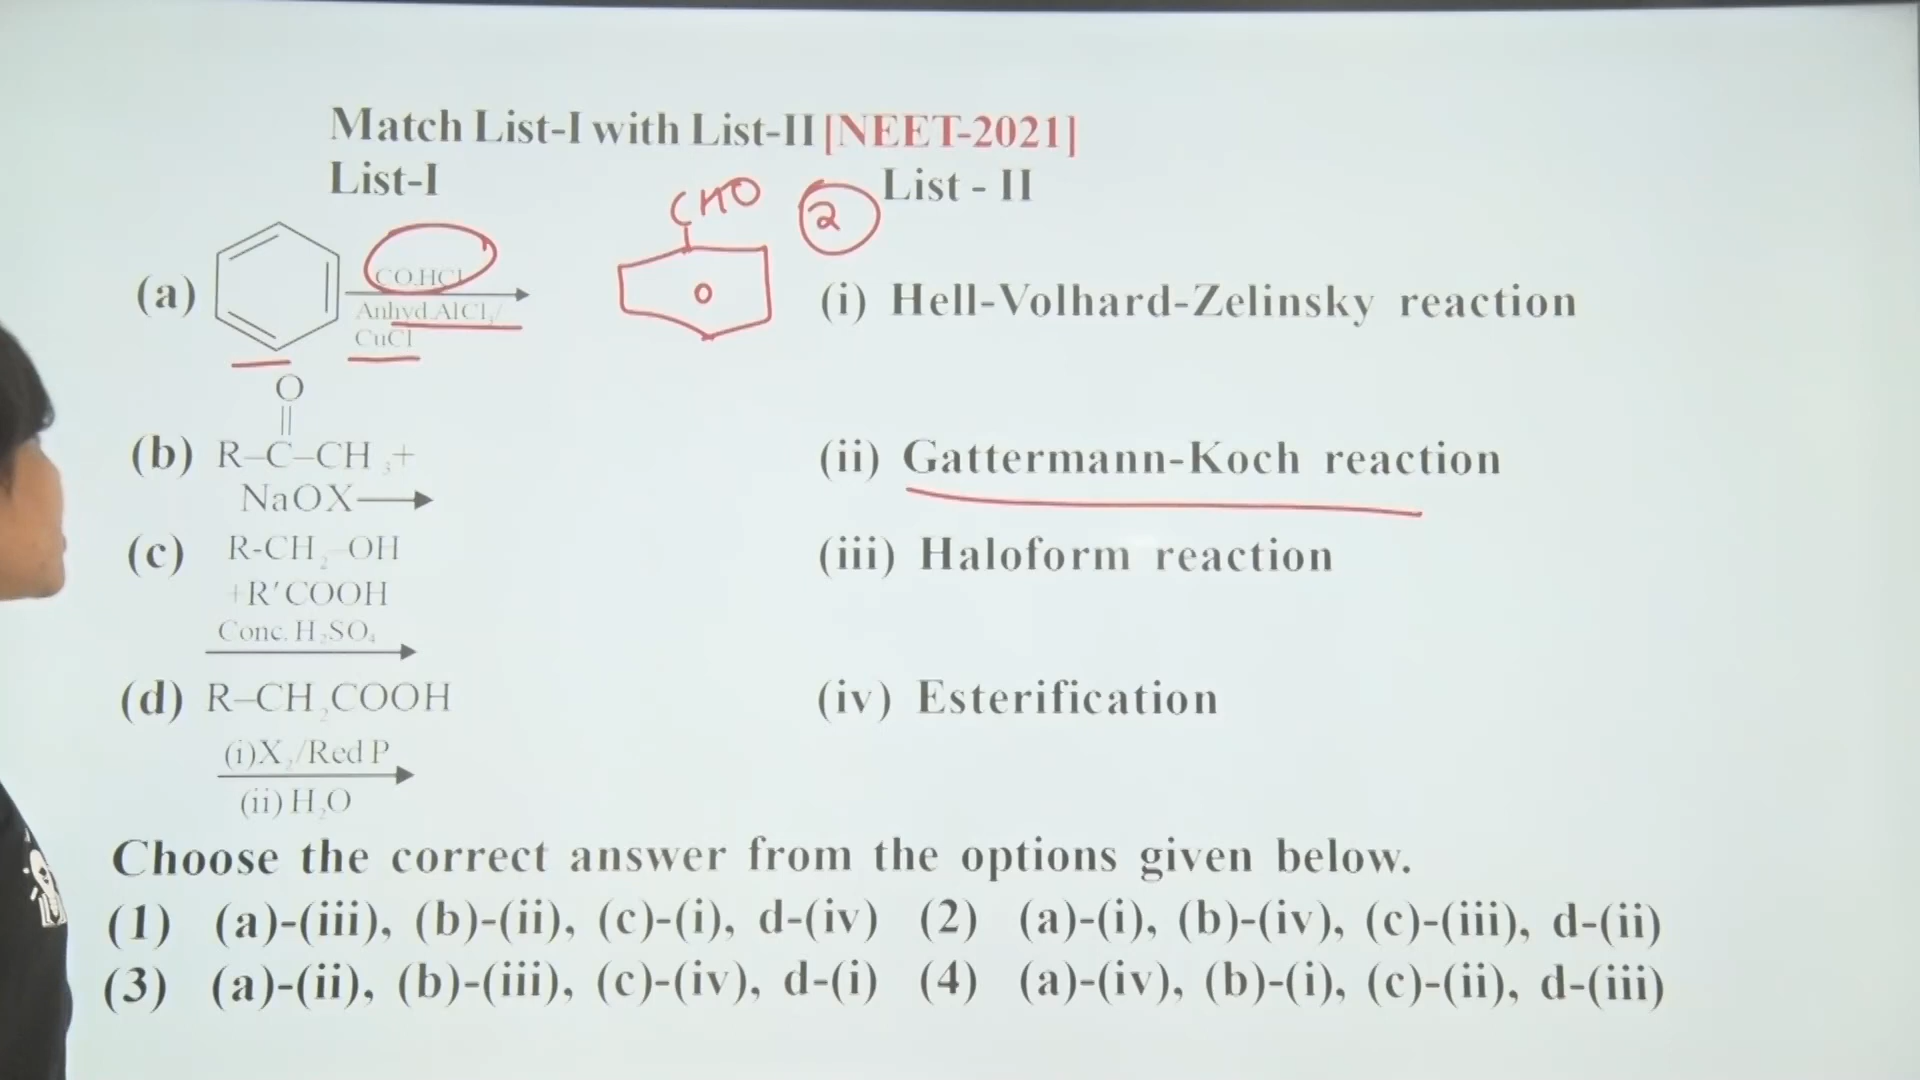 Match List-I with List-II [NEET-2021]
List-I
List - II
CHO
2
(a)
CO.HCl
Anhyd.AlCl₃/
CuCl
(i) Hell-Volhard-Zelinsky reaction
O
(b) R–C–CH₃+
NaOX
(ii) Gattermann-Koch reaction
(c) R-CH₂–OH
+R'COOH
Conc. H₂SO₄
(iii) Haloform reaction
(d) R–CH₂COOH
(i)X₂/Red P
(ii) H₂O
(iv) Esterification
Choose the correct answer from the options given below.
(1) (a)-(iii), (b)-(ii), (c)-(i), d-(iv) (2) (a)-(i), (b)-(iv), (c)-(iii), d-(ii)
(3) (a)-(ii), (b)-(iii), (c)-(iv), d-(i) (4) (a)-(iv), (b)-(i), (c)-(ii), d-(iii)